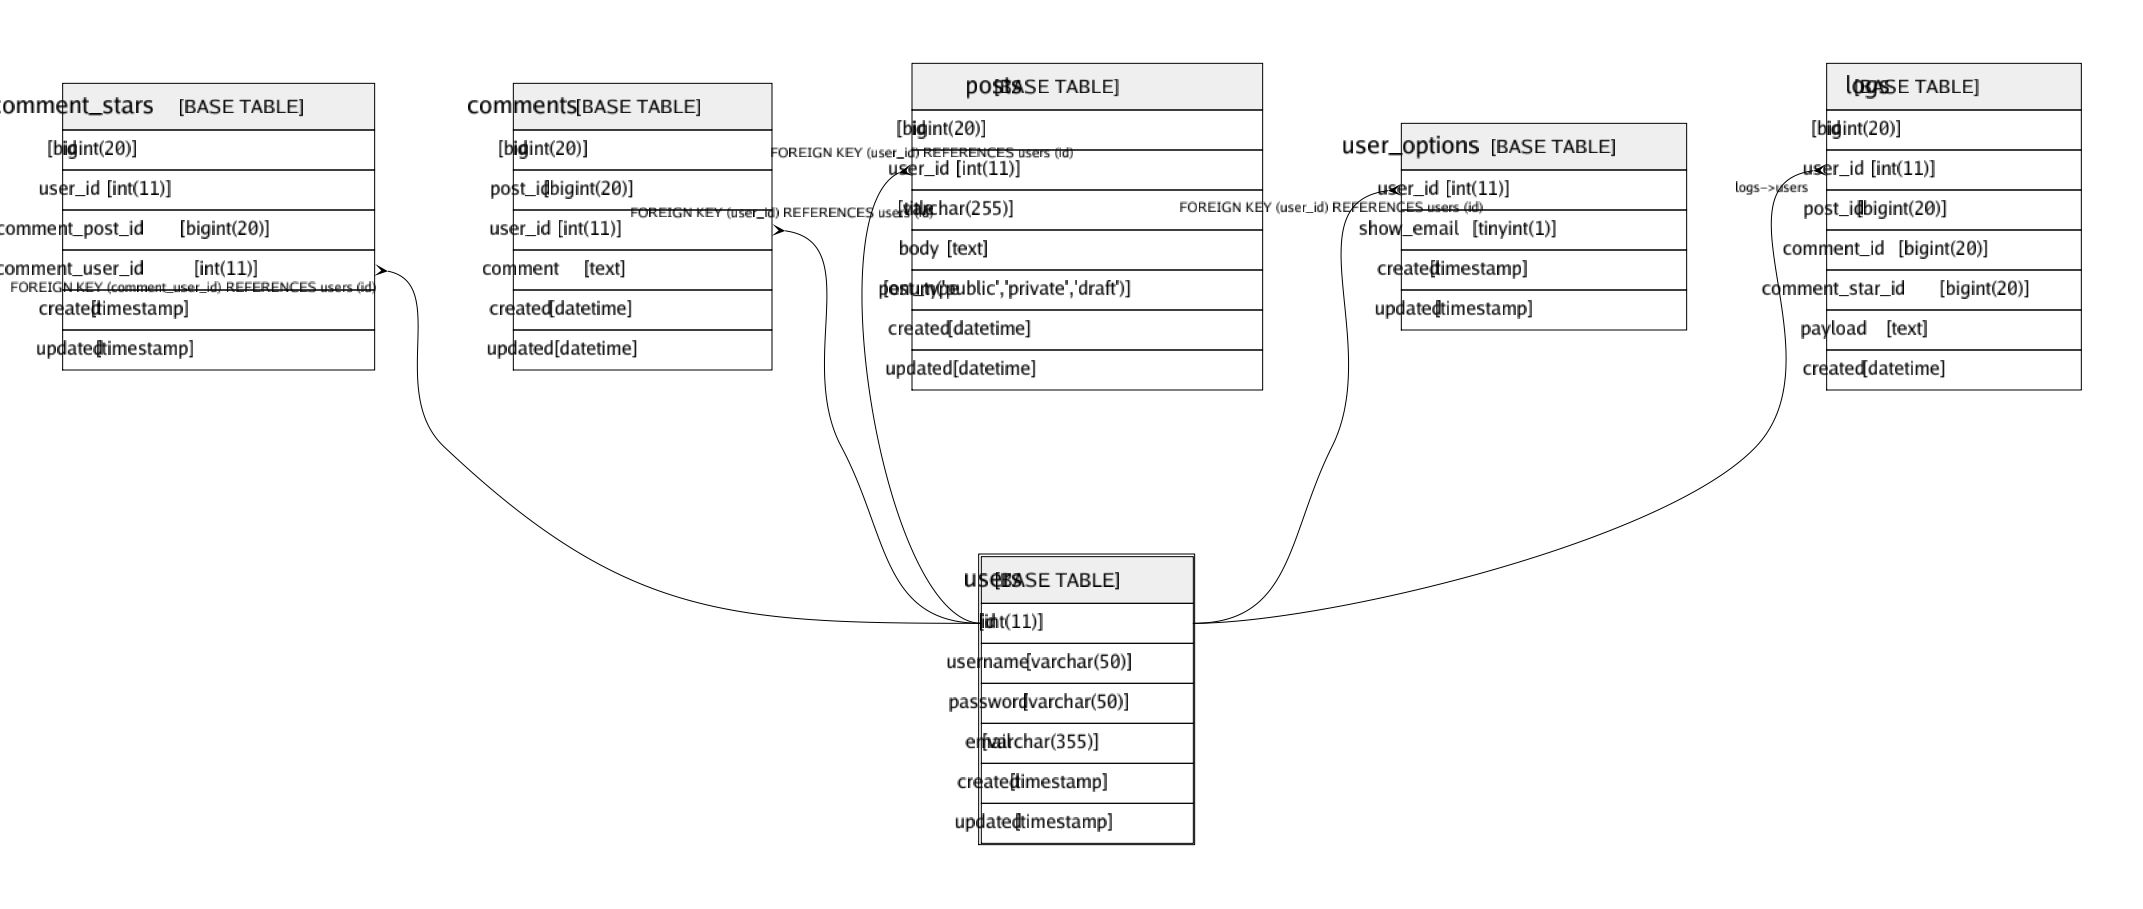 comment_stars [BASE TABLE]
id [bigint(20)]
user_id [int(11)]
comment_post_id [bigint(20)]
comment_user_id [int(11)]
FOREIGN KEY (comment_user_id) REFERENCES users (id)
created [timestamp]
updated [timestamp]
comments [BASE TABLE]
id [bigint(20)]
post_id [bigint(20)]
user_id [int(11)]
FOREIGN KEY (user_id) REFERENCES users (id)
comment [text]
created [datetime]
updated [datetime]
posts [BASE TABLE]
id [bigint(20)]
FOREIGN KEY (user_id) REFERENCES users (id)
user_id [int(11)]
title [varchar(255)]
body [text]
post_type [enum('public','private','draft')]
created [datetime]
updated [datetime]
user_options [BASE TABLE]
user_id [int(11)]
FOREIGN KEY (user_id) REFERENCES users (id)
show_email [tinyint(1)]
created [timestamp]
updated [timestamp]
logs [BASE TABLE]
id [bigint(20)]
user_id [int(11)]
logs->users
post_id [bigint(20)]
comment_id [bigint(20)]
comment_star_id [bigint(20)]
payload [text]
created [datetime]
users [BASE TABLE]
id [int(11)]
username [varchar(50)]
password [varchar(50)]
email [varchar(355)]
created [timestamp]
updated [timestamp]